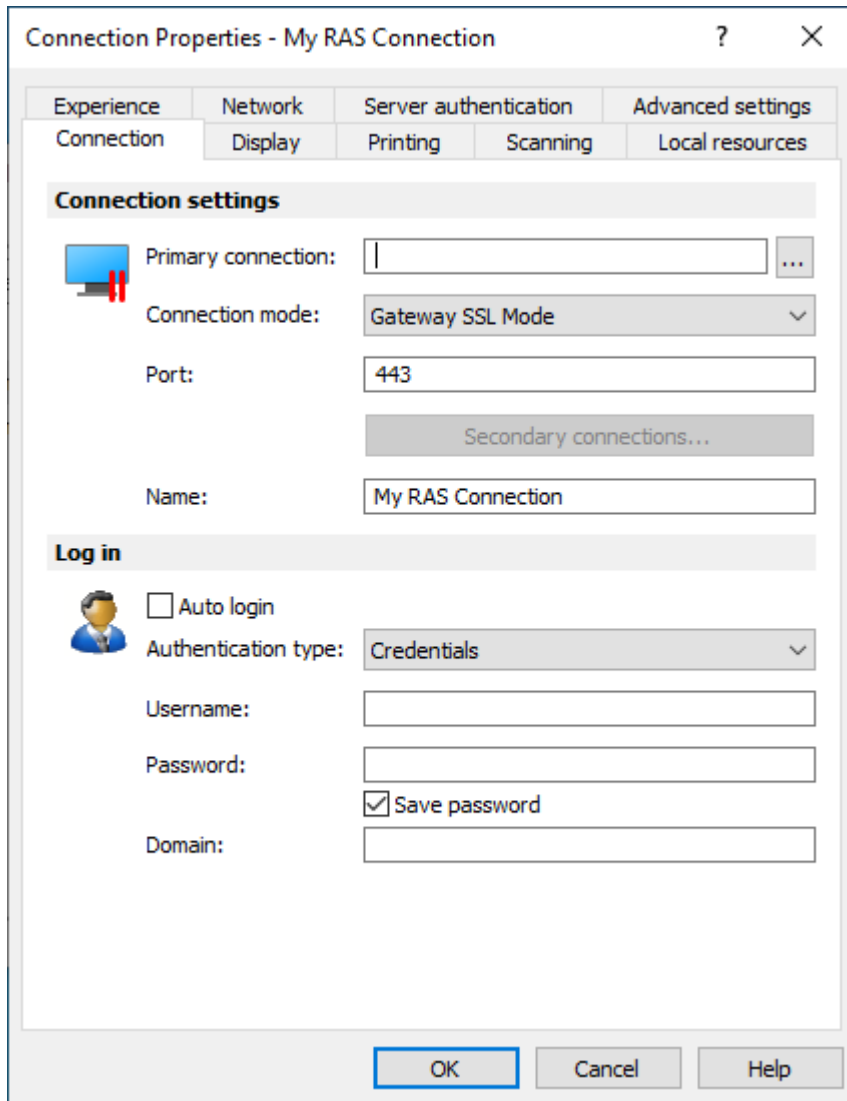 Connection Properties - My RAS Connection ? X
Experience Network Server authentication Advanced settings
Connection Display Printing Scanning Local resources
Connection settings
Primary connection: ...
Connection mode: Gateway SSL Mode
Port: 443
Secondary connections...
Name: My RAS Connection
Log in
Auto login
Authentication type: Credentials
Username:
Password:
Save password
Domain:
OK Cancel Help